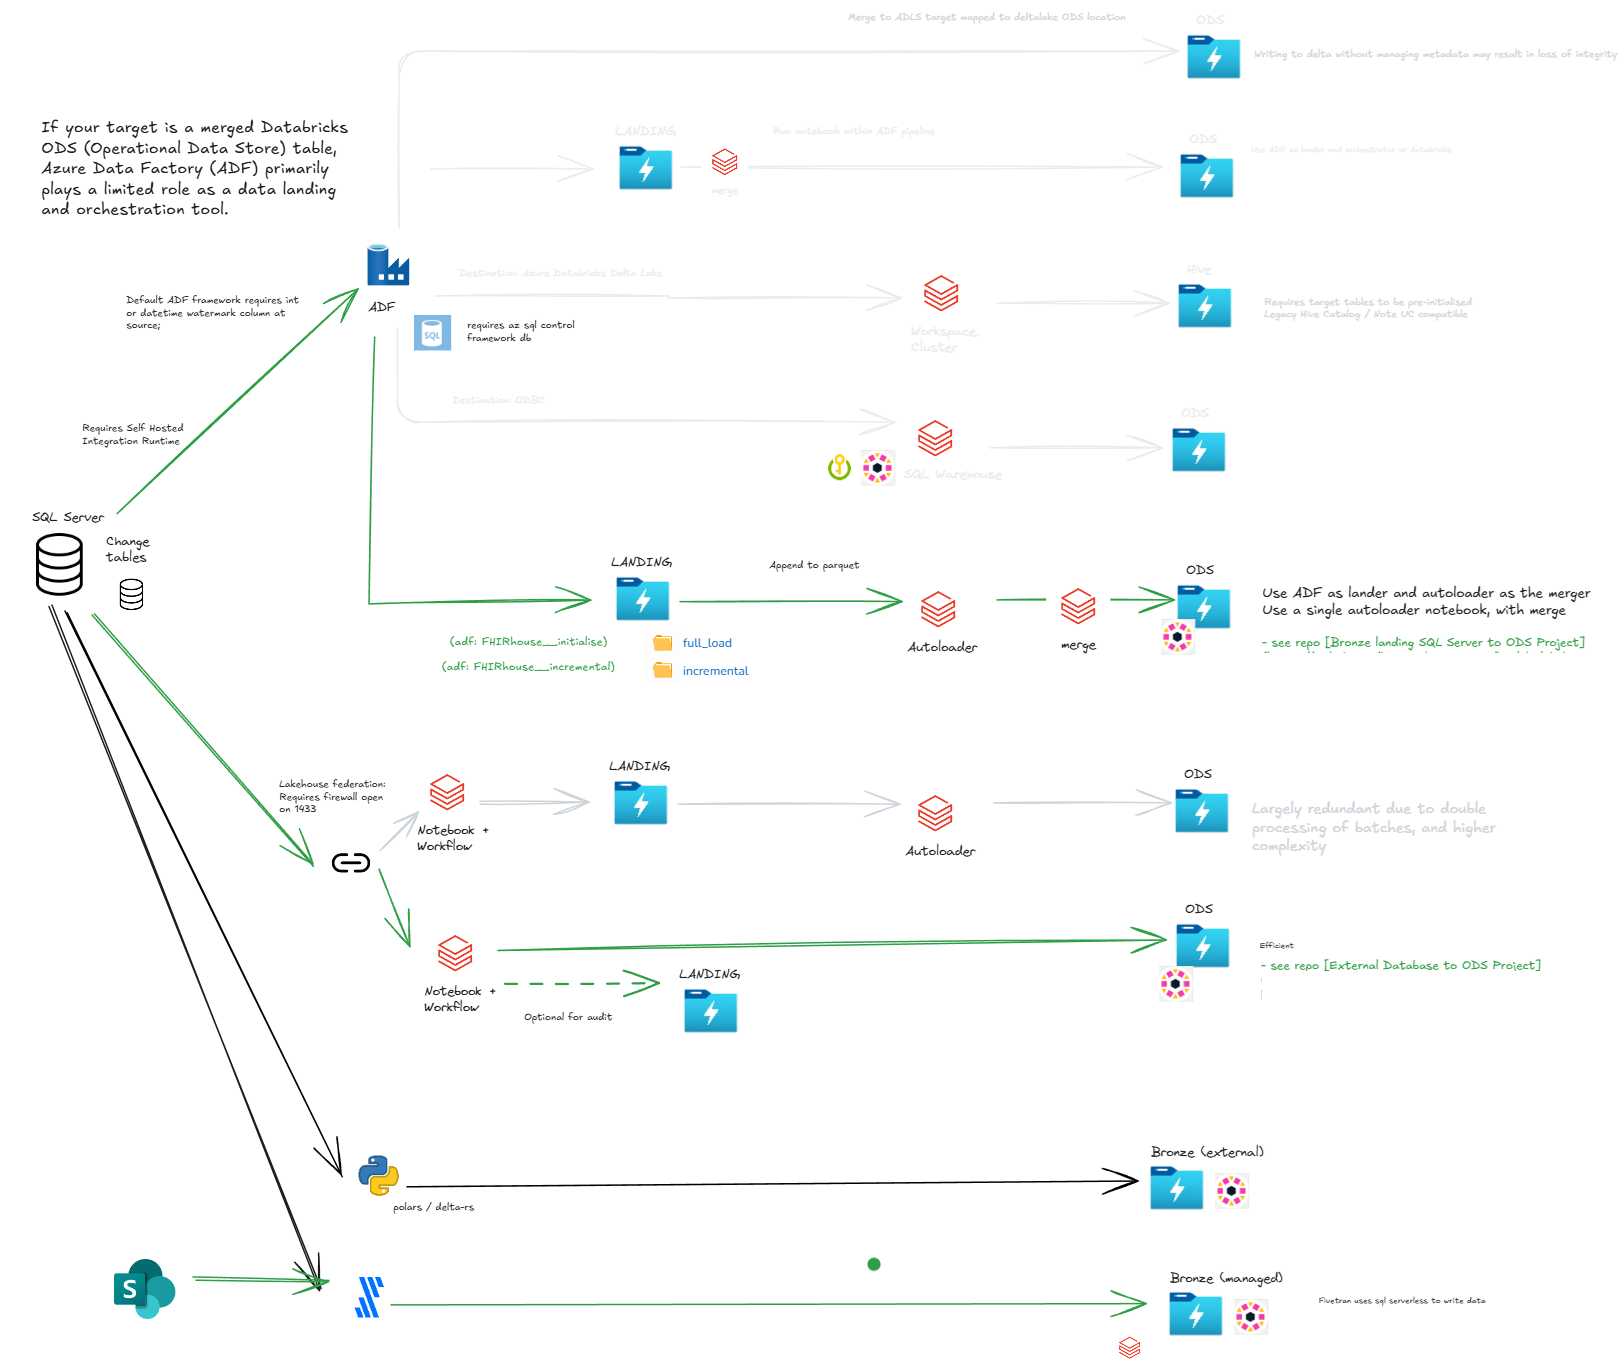 Merge to ADLS target mapped to deltalake ODS location
ODS
Writing to delta without managing metadata may result in loss of integrity
If your target is a merged Databricks
ODS (Operational Data Store) table,
Azure Data Factory (ADF) primarily
plays a limited role as a data landing
and orchestration tool.
LANDING
Run notebook within ADF pipeline
merge
ODS
Use ADF as lander and orchestrator or databricks.
Default ADF framework requires int
or datetime watermark column at
source;
ADF
SQL
requires az sql control
framework db
Destination: Azure Databricks Delta Lake
Workspace.
Cluster
Hive
Requires target tables to be pre-initialised
Legacy Hive Catalog / Note UC compatible
Destination: ODBC
SQL Warehouse
ODS
Requires Self Hosted
Integration Runtime
SQL Server
Change
tables
LANDING
Append to parquet
(adf: FHIRhouse__initialise)
(adf: FHIRhouse__incremental)
full_load
incremental
Autoloader
merge
ODS
Use ADF as lander and autoloader as the merger
Use a single autoloader notebook, with merge
- see repo [Bronze landing SQL Server to ODS Project]
Lakehouse federation:
Requires firewall open
on 1433
Notebook +
Workflow
LANDING
Autoloader
ODS
Largely redundant due to double
processing of batches, and higher
complexity
Notebook +
Workflow
Optional for audit
LANDING
ODS
Efficient
- see repo [External Database to ODS Project]
polars / delta-rs
Bronze (external)
S
Bronze (managed)
Fivetran uses sql serverless to write data